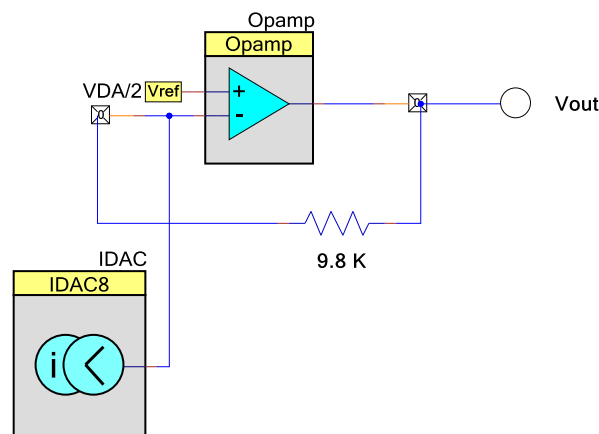 Opamp
Opamp
VDA/2 Vref
+
-
Vout
9.8 K
IDAC
IDAC8
i